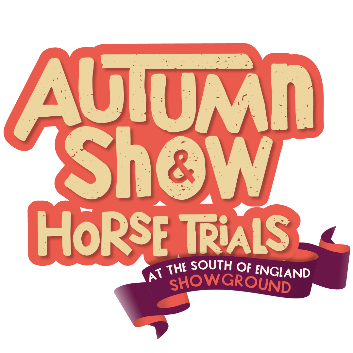 AUTUMN
SHOW
&
HORSE TRIALS
AT THE SOUTH OF ENGLAND
SHOWGROUND